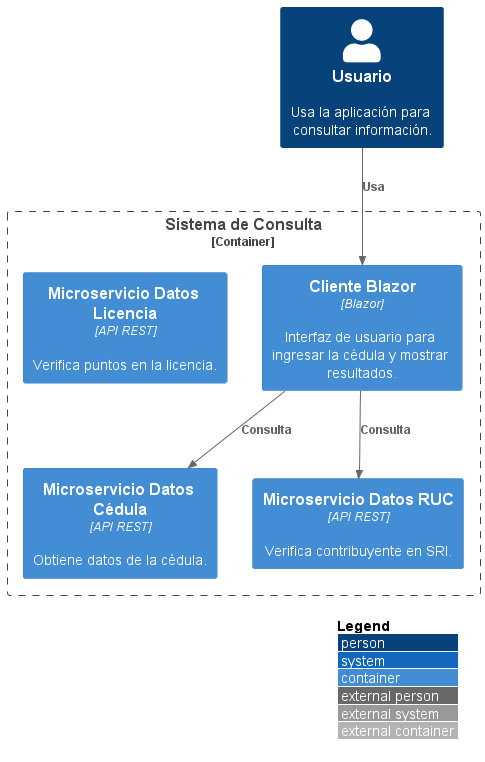 Usuario
Usa la aplicación para
consultar información.
Usa
Sistema de Consulta
[Container]
Microservicio Datos
Licencia
[API REST]
Verifica puntos en la licencia.
Cliente Blazor
[Blazor]
Interfaz de usuario para
ingresar la cédula y mostrar
resultados.
Consulta
Consulta
Microservicio Datos
Cédula
[API REST]
Obtiene datos de la cédula.
Microservicio Datos RUC
[API REST]
Verifica contribuyente en SRI.
Legend
person
system
container
external person
external system
external container